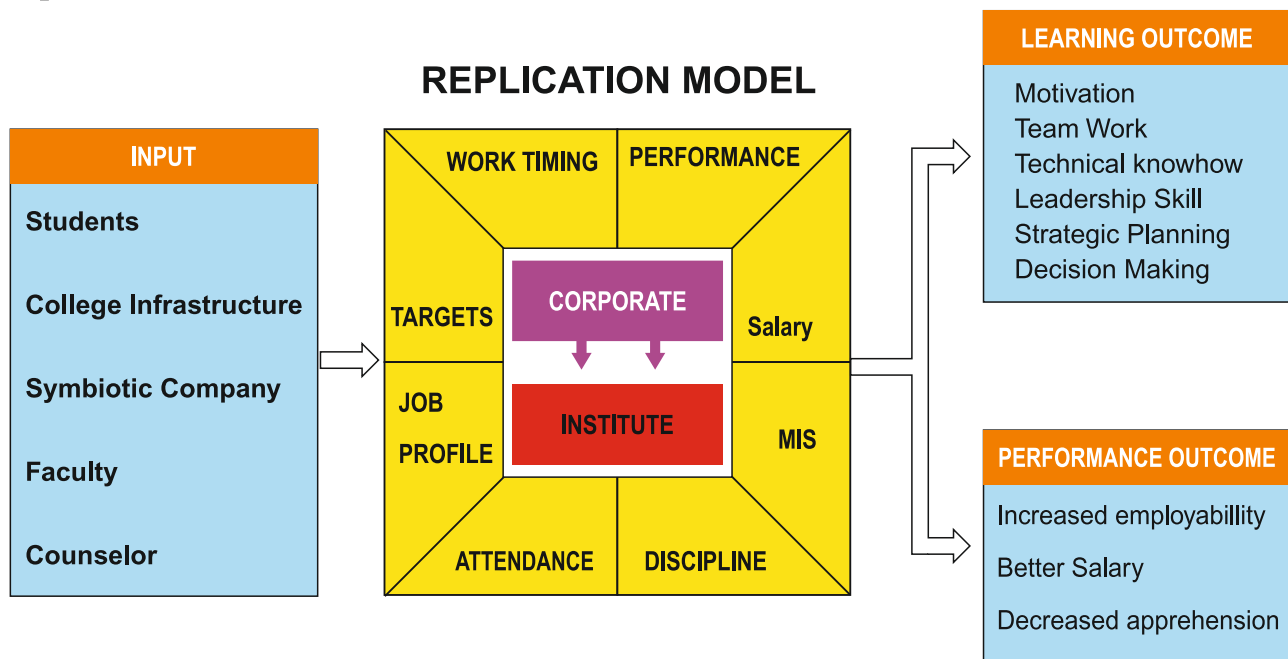 REPLICATION MODEL
INPUT
Students
College Infrastructure
Symbiotic Company
Faculty
Counselor
WORK TIMING
PERFORMANCE
TARGETS
Salary
JOB
PROFILE
MIS
ATTENDANCE
DISCIPLINE
CORPORATE
INSTITUTE
LEARNING OUTCOME
Motivation
Team Work
Technical knowhow
Leadership Skill
Strategic Planning
Decision Making
PERFORMANCE OUTCOME
Increased employabillity
Better Salary
Decreased apprehension